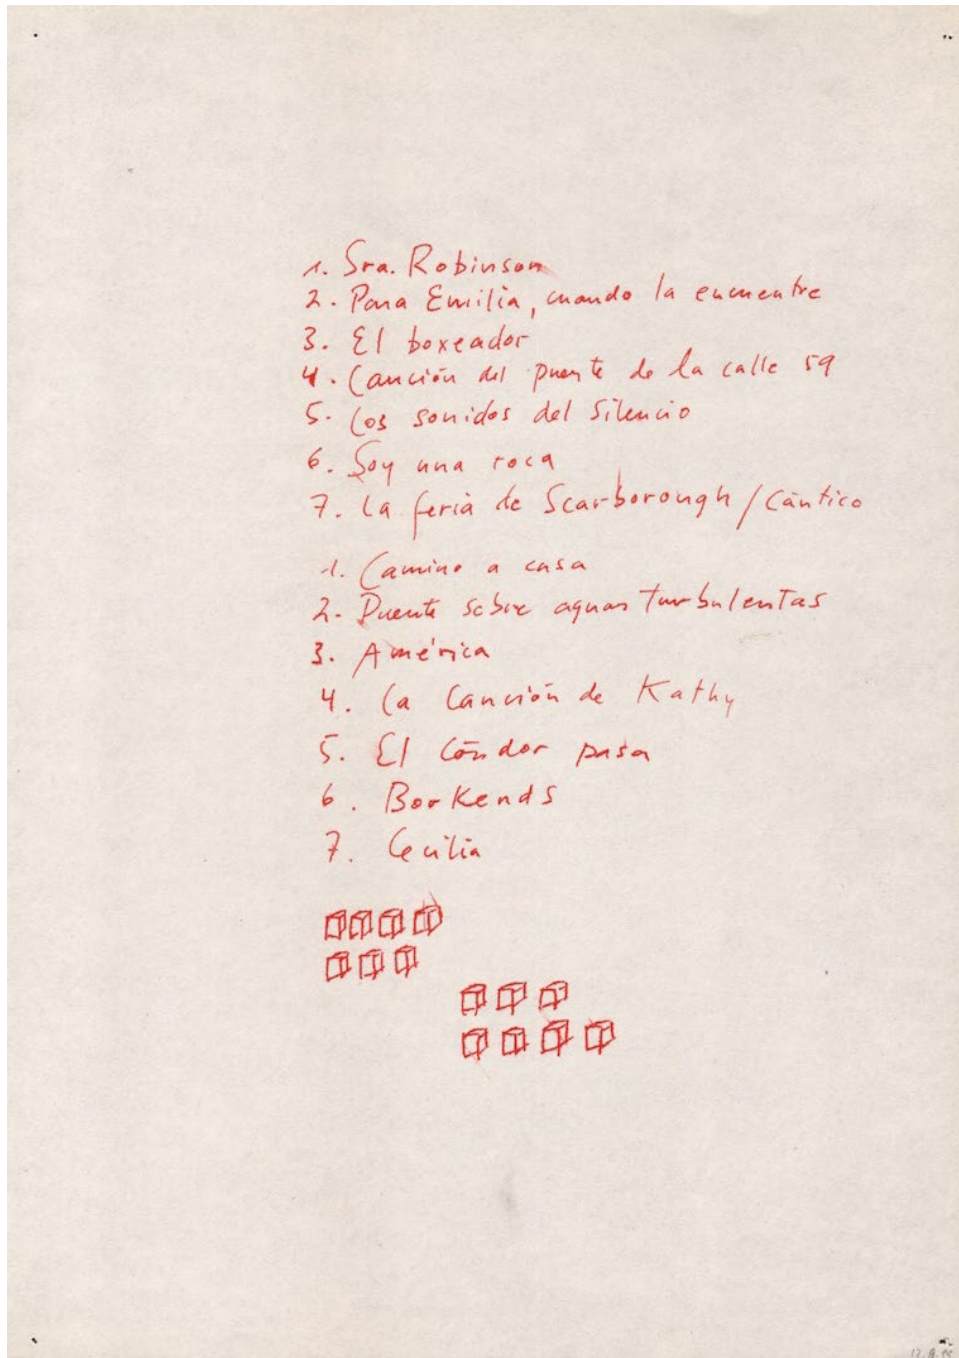 1. Sra. Robinson
2. Para Emilia, cuando la encuentre
3. El boxeador
4. Canción del puente de la calle 59
5. Los sonidos del silencio
6. Soy una roca
7. La feria de Scarborough / Cántico
1. Camino a casa
2. Puente sobre aguas turbulentas
3. América
4. La Canción de Kathy
5. El Cóndor pasa
6. Bookends
7. Cecilia